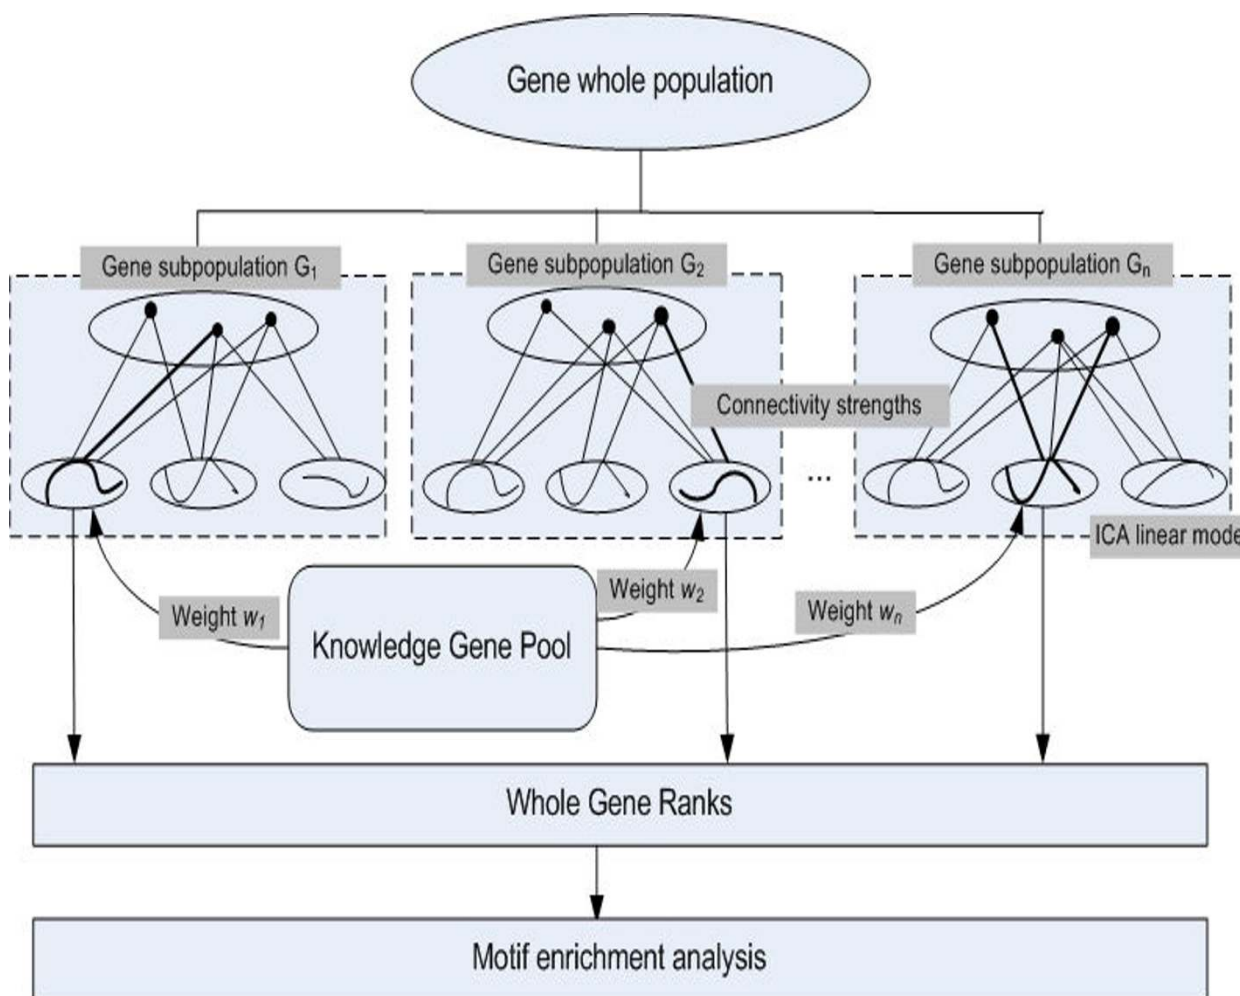 Gene whole population
Gene subpopulation G₁
Gene subpopulation G₂
Gene subpopulation Gₙ
Connectivity strengths
...
ICA linear mode
Weight w₁
Weight w₂
Weight wₙ
Knowledge Gene Pool
Whole Gene Ranks
Motif enrichment analysis